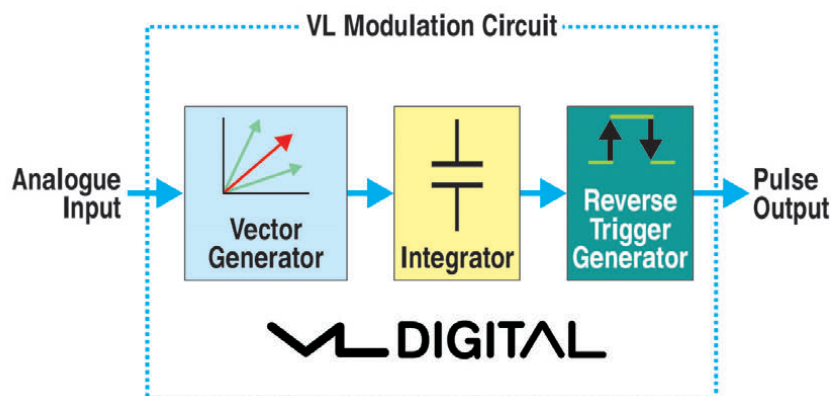 VL Modulation Circuit
Analogue
Input
Vector
Generator
Integrator
Reverse
Trigger
Generator
Pulse
Output
VL DIGITAL